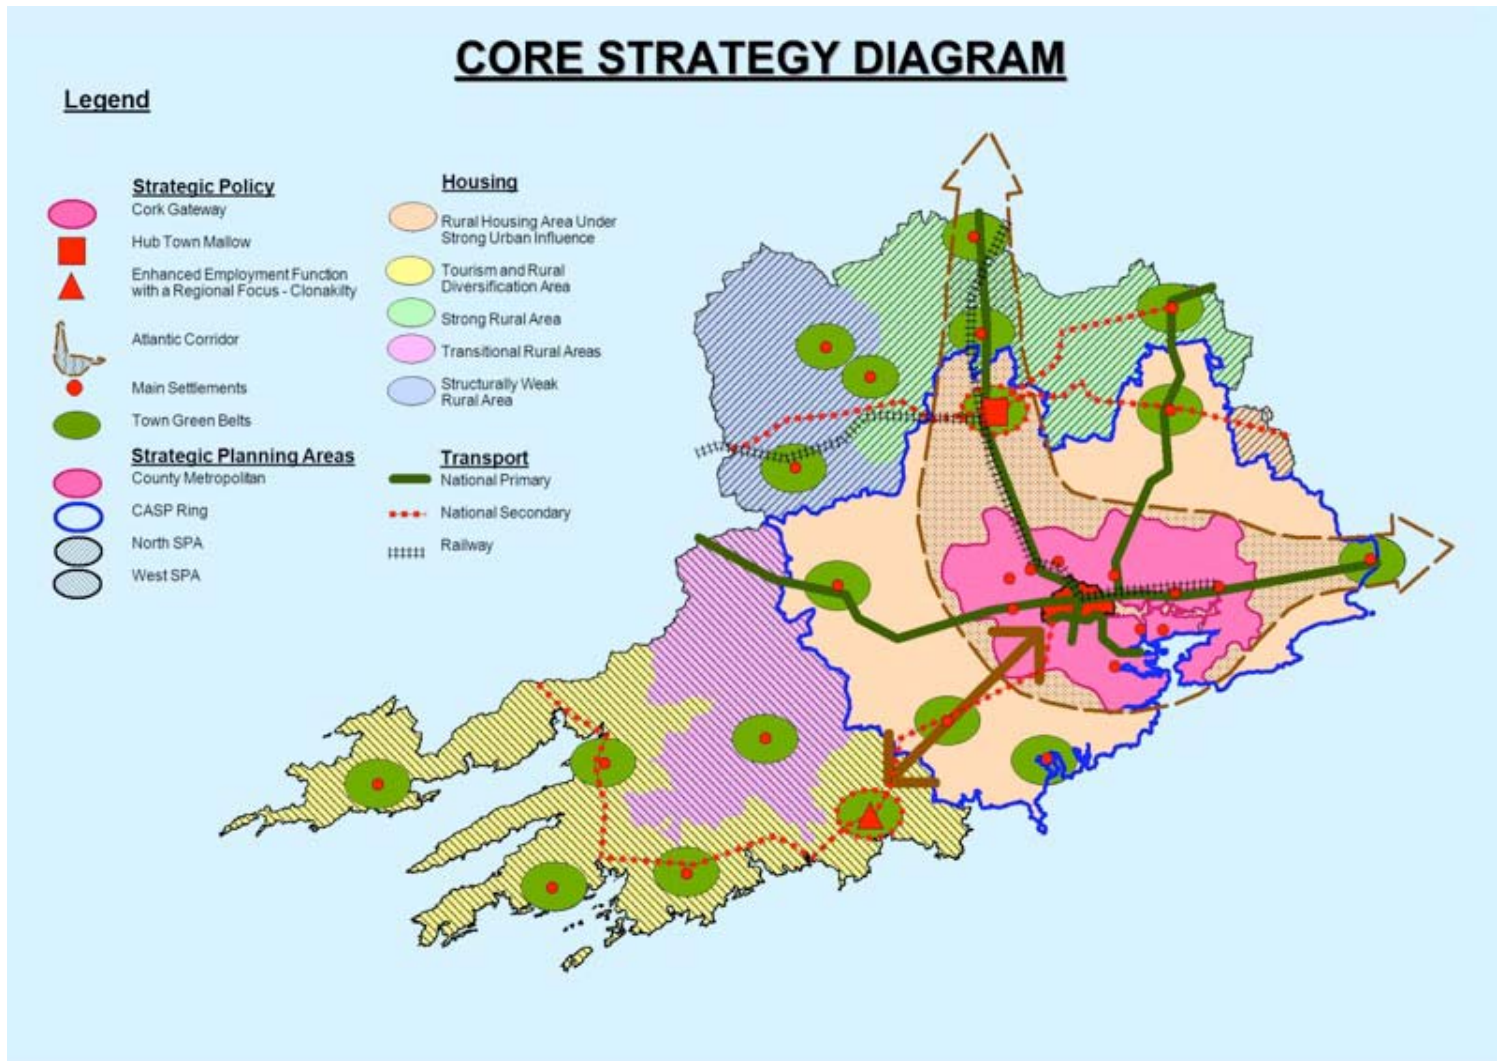 CORE STRATEGY DIAGRAM
Legend
Strategic Policy
Cork Gateway
Hub Town Mallow
Enhanced Employment Function
with a Regional Focus - Clonakilty
Atlantic Corridor
Main Settlements
Town Green Belts
Strategic Planning Areas
County Metropolitan
CASP Ring
North SPA
West SPA
Housing
Rural Housing Area Under
Strong Urban Influence
Tourism and Rural
Diversification Area
Strong Rural Area
Transitional Rural Areas
Structurally Weak
Rural Area
Transport
National Primary
National Secondary
Railway